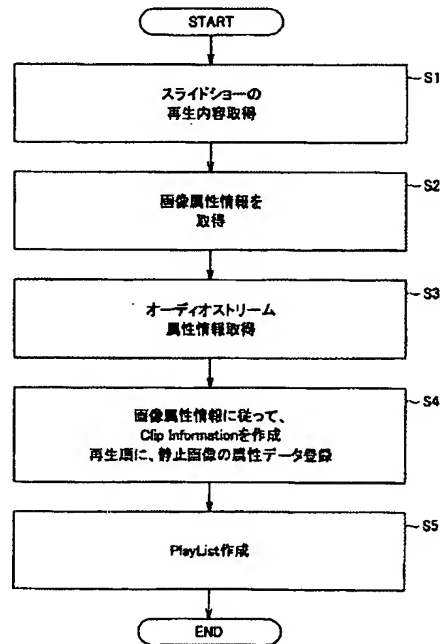 START
S1
スライドショーの
再生内容取得
S2
画像属性情報を
取得
S3
オーディオストリーム
属性情報取得
S4
画像属性情報に従って、
Clip Informationを作成
再生順に、静止画像の属性データ登録
S5
PlayList作成
END